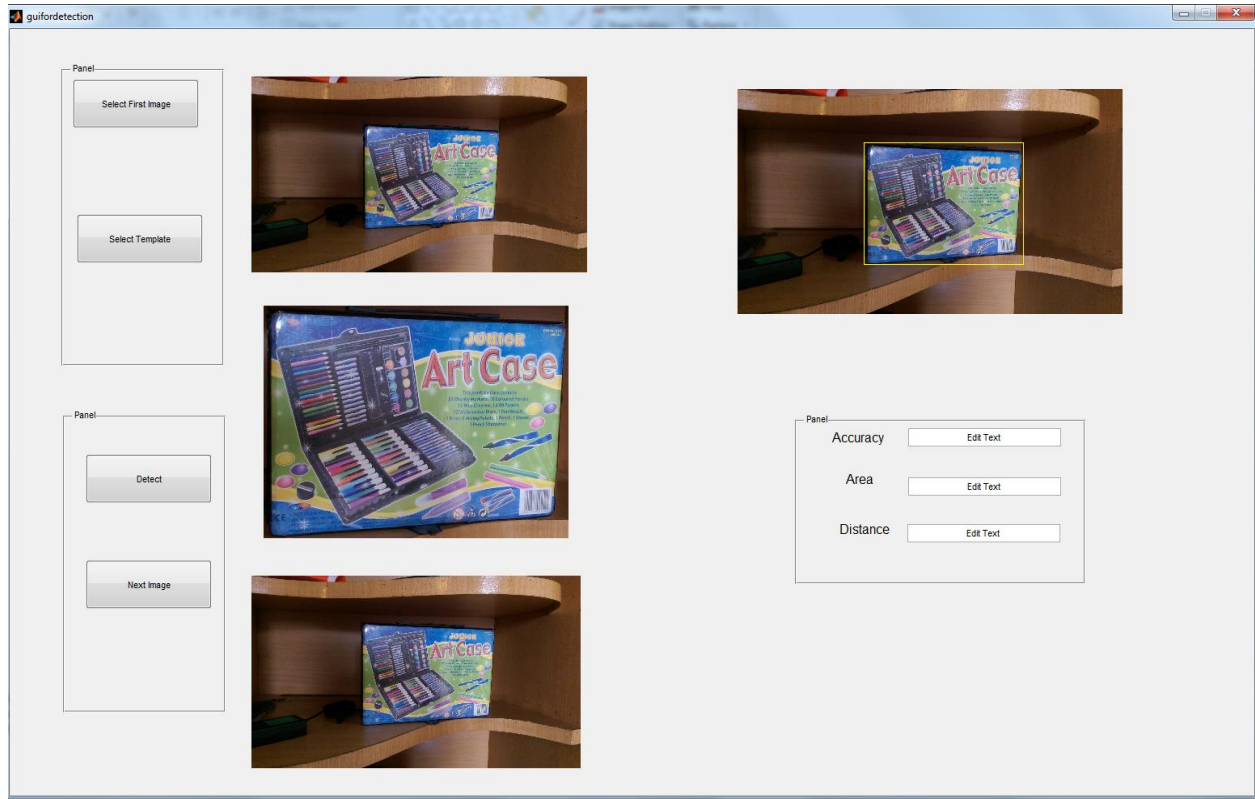 guifordetection
Panel
Select First Image
Select Template
Panel
Detect
Next Image
JUNIOR
Art Case
JUNIOR
Art Case
JUNIOR
Art Case
JUNIOR
Art Case
Panel
Accuracy
Edit Text
Area
Edit Text
Distance
Edit Text